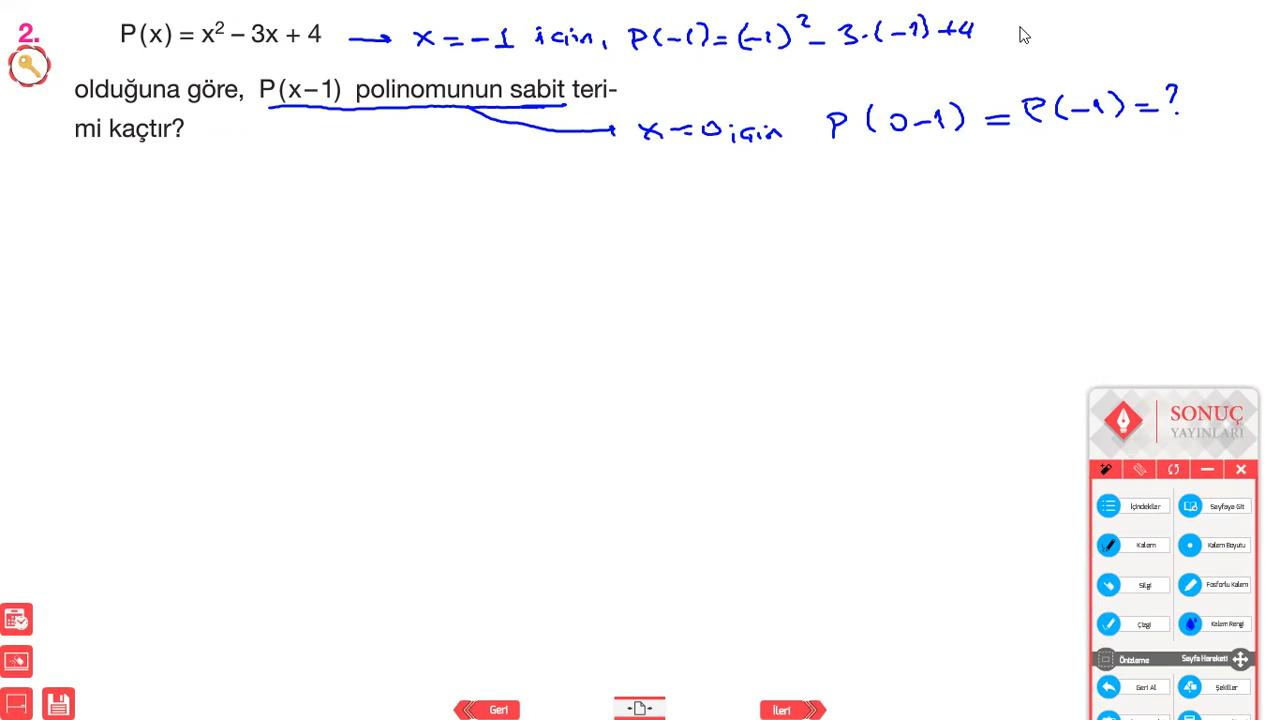 2. P(x) = x² – 3x + 4 → x = -1 için, P(-1) = (-1)² - 3·(-1) + 4
olduğuna göre, P(x–1) polinomunun sabit teri-
mi kaçtır? → x = 0 için P(0-1) = P(-1) = ?
SONUÇ
YAYINLARI
İçindekiler Sayfaya Git
Kalem Kalem Boyutu
Silgi Fosforlu Kalem
Çizgi Kalem Rengi
Önizleme Sayfa Hareketi
Geri Al Şekiller
Geri İleri